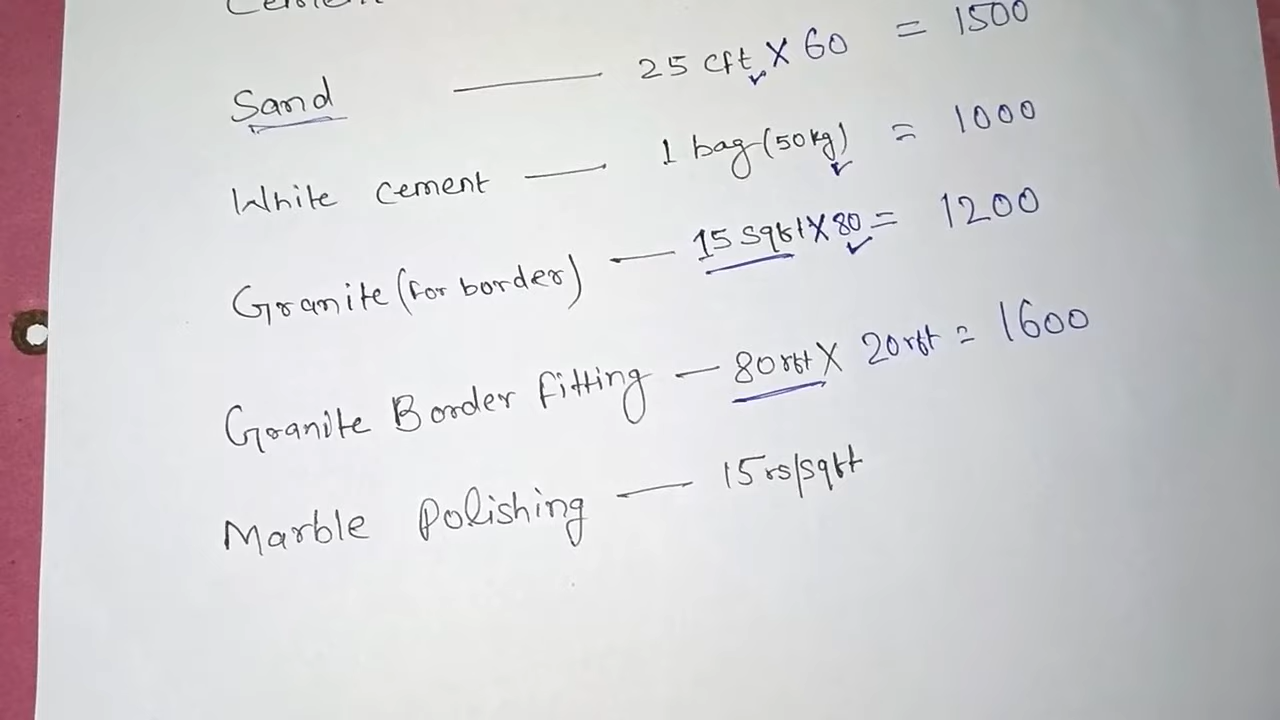 Cement
Sand —— 25 cft X 60 = 1500
White cement —— 1 bag (50kg) = 1000
Granite (for border) — 15 sqft X 80 = 1200
Granite Border fitting — 80 rft X 20 rft = 1600
Marble Polishing — 15 rs/sqft